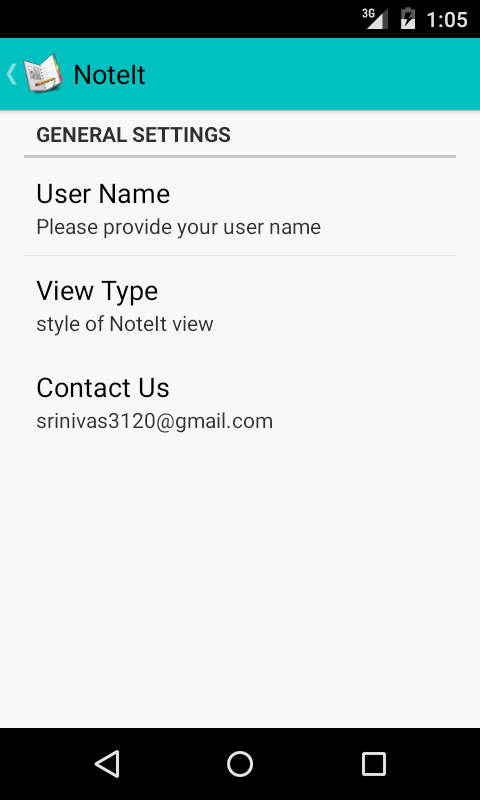 3G 1:05
NoteIt
GENERAL SETTINGS
User Name
Please provide your user name
View Type
style of NoteIt view
Contact Us
srinivas3120@gmail.com